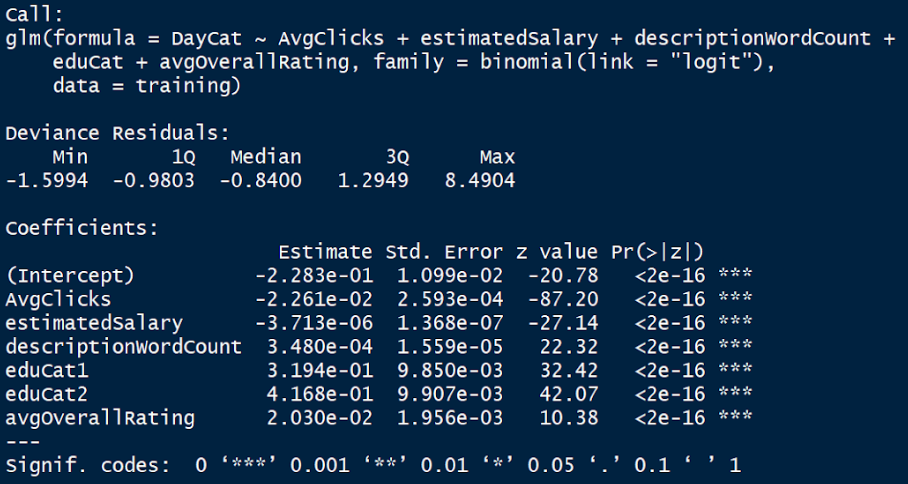 Call:
glm(formula = DayCat ~ AvgClicks + estimatedSalary + descriptionWordCount +
    eduCat + avgOverallRating, family = binomial(link = "logit"),
    data = training)

Deviance Residuals:
    Min       1Q   Median       3Q      Max
-1.5994  -0.9803  -0.8400   1.2949   8.4904

Coefficients:
                       Estimate Std. Error z value Pr(>|z|)
(Intercept)          -2.283e-01  1.099e-02  -20.78   <2e-16 ***
AvgClicks            -2.261e-02  2.593e-04  -87.20   <2e-16 ***
estimatedSalary      -3.713e-06  1.368e-07  -27.14   <2e-16 ***
descriptionWordCount  3.480e-04  1.559e-05   22.32   <2e-16 ***
eduCat1               3.194e-01  9.850e-03   32.42   <2e-16 ***
eduCat2               4.168e-01  9.907e-03   42.07   <2e-16 ***
avgOverallRating      2.030e-02  1.956e-03   10.38   <2e-16 ***
---
Signif. codes:  0 ‘***’ 0.001 ‘**’ 0.01 ‘*’ 0.05 ‘.’ 0.1 ‘ ’ 1